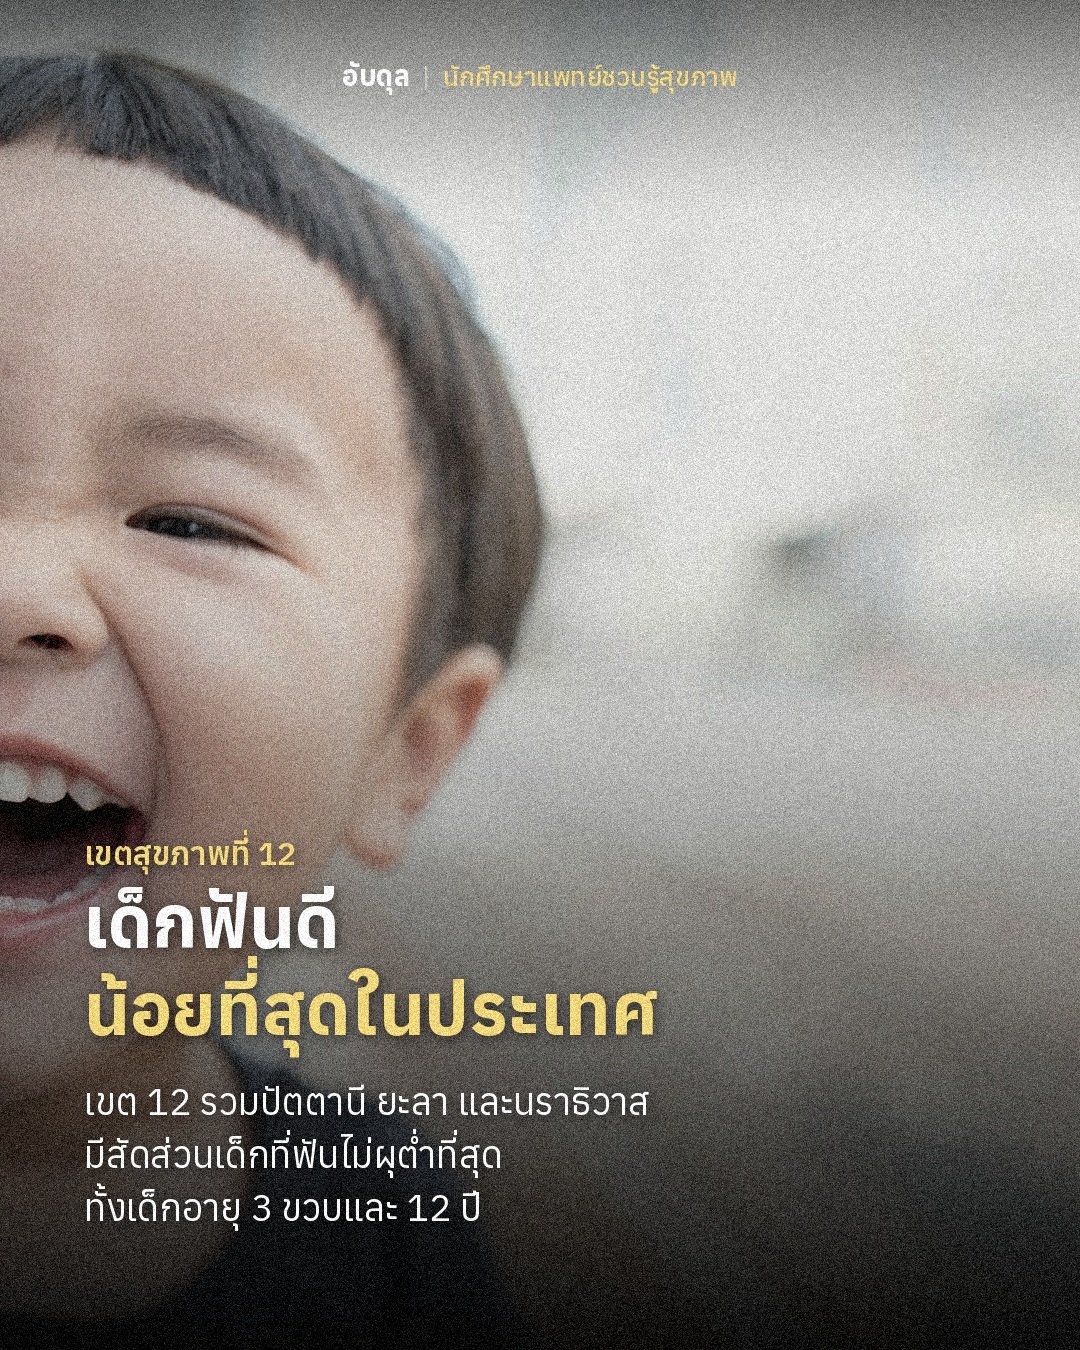 อับดุล | นักศึกษาแพทย์ชวนรู้สุขภาพ
เขตสุขภาพที่ 12
เด็กฟันดี
น้อยที่สุดในประเทศ
เขต 12 รวมปัตตานี ยะลา และนราธิวาส
มีสัดส่วนเด็กที่ฟันไม่ผุต่ำที่สุด
ทั้งเด็กอายุ 3 ขวบและ 12 ปี